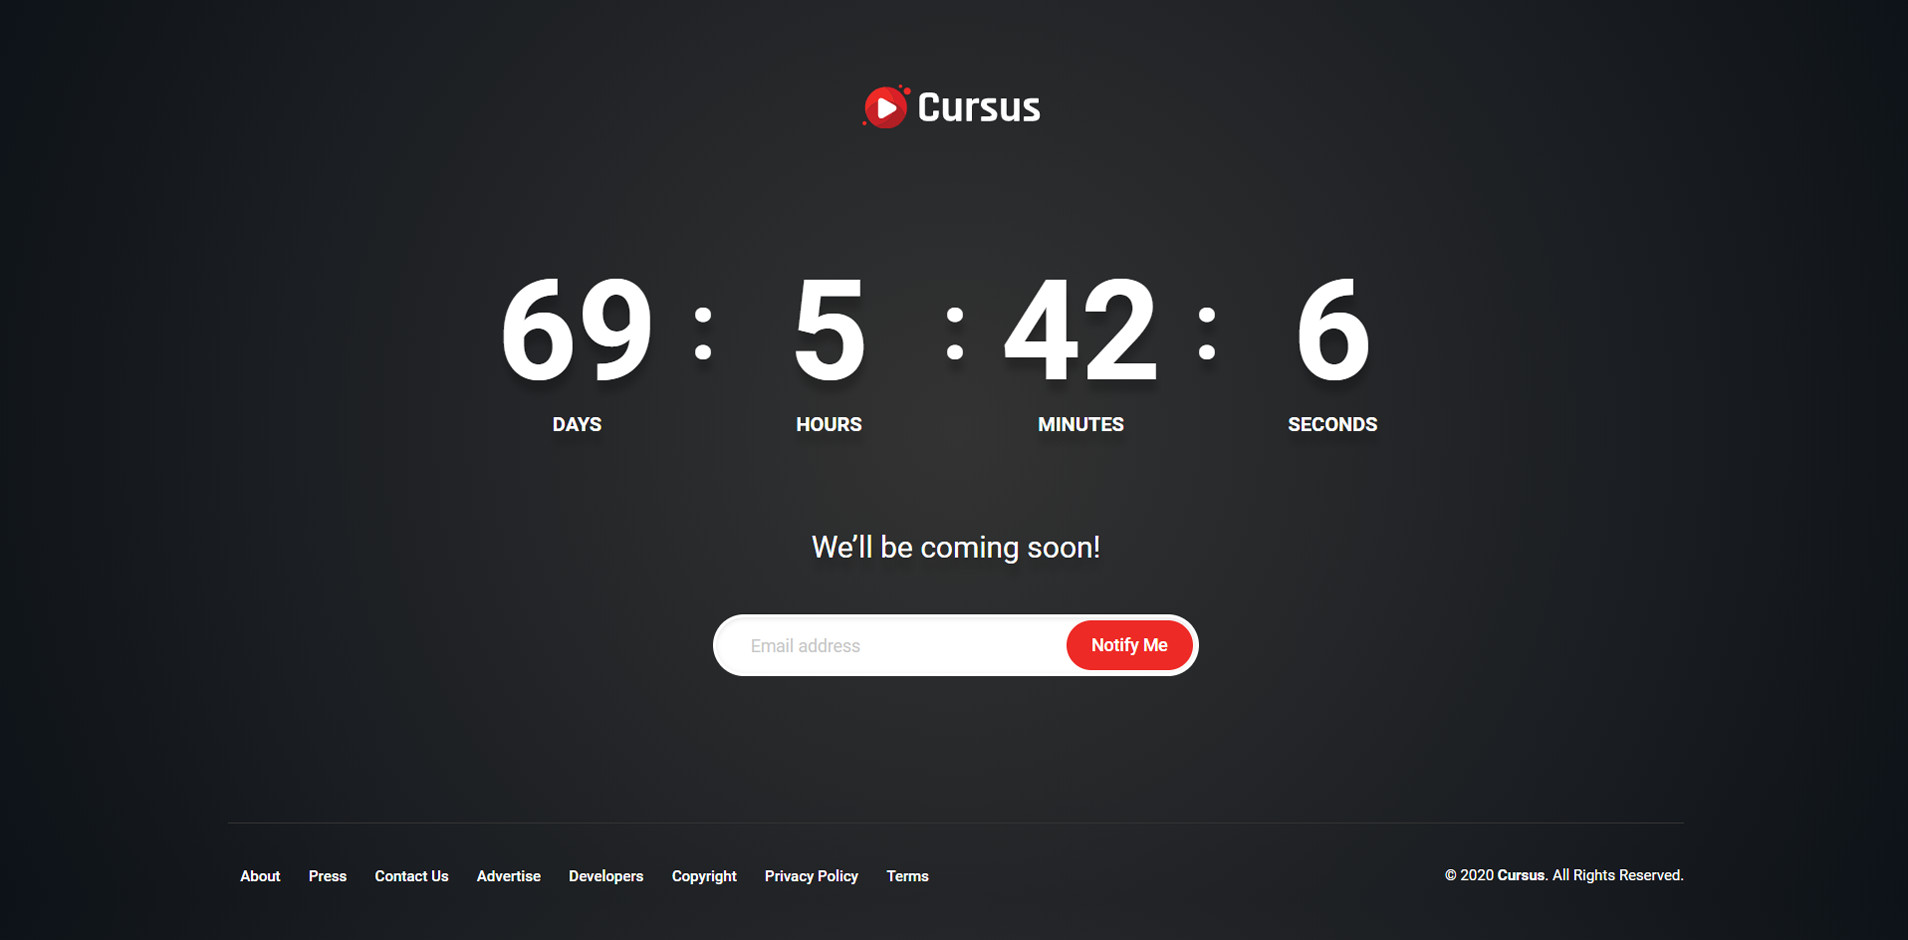 Cursus
69 : 5 : 42 : 6
DAYS HOURS MINUTES SECONDS
We’ll be coming soon!
Email address Notify Me
About Press Contact Us Advertise Developers Copyright Privacy Policy Terms © 2020 Cursus. All Rights Reserved.